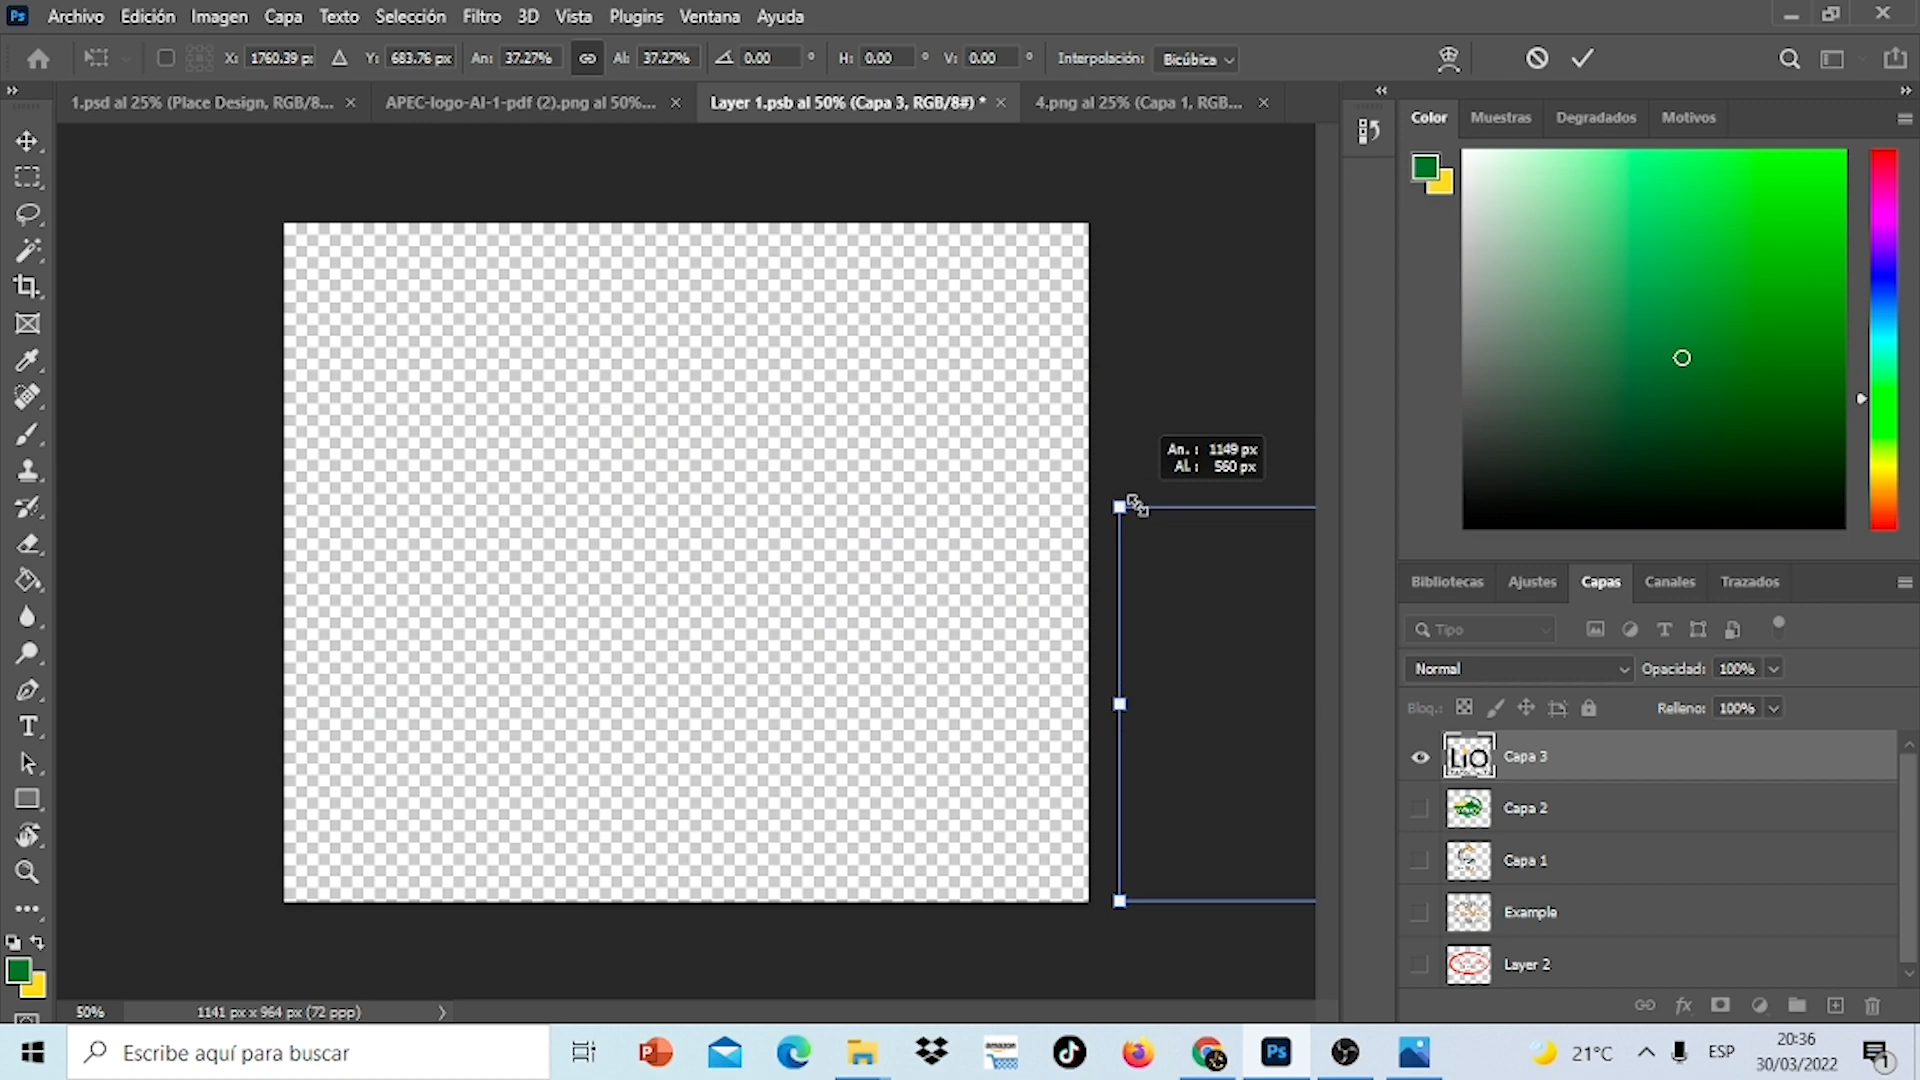 Ps Archivo Edición Imagen Capa Texto Selección Filtro 3D Vista Plugins Ventana Ayuda
X: 1760.39 px Y: 683.76 px An: 37.27% Al: 37.27% 0.00 ° H: 0.00 ° V: 0.00 ° Interpolación: Bicúbica
1.psd al 25% (Place Design, RGB/8... × APEC-logo-AI-1-pdf (2).png al 50%... × Layer 1.psb al 50% (Capa 3, RGB/8#) * × 4.png al 25% (Capa 1, RGB... ×
Color Muestras Degradados Motivos
An. : 1149 px
Al. : 560 px
Bibliotecas Ajustes Capas Canales Trazados
Tipo
Normal Opacidad: 100%
Bloq.: Relleno: 100%
LiO Capa 3
Capa 2
Capa 1
Example
Layer 2
50% 1141 px x 964 px (72 ppp)
Escribe aquí para buscar
amazon
Ps
21°C
ESP
20:36
30/03/2022
1